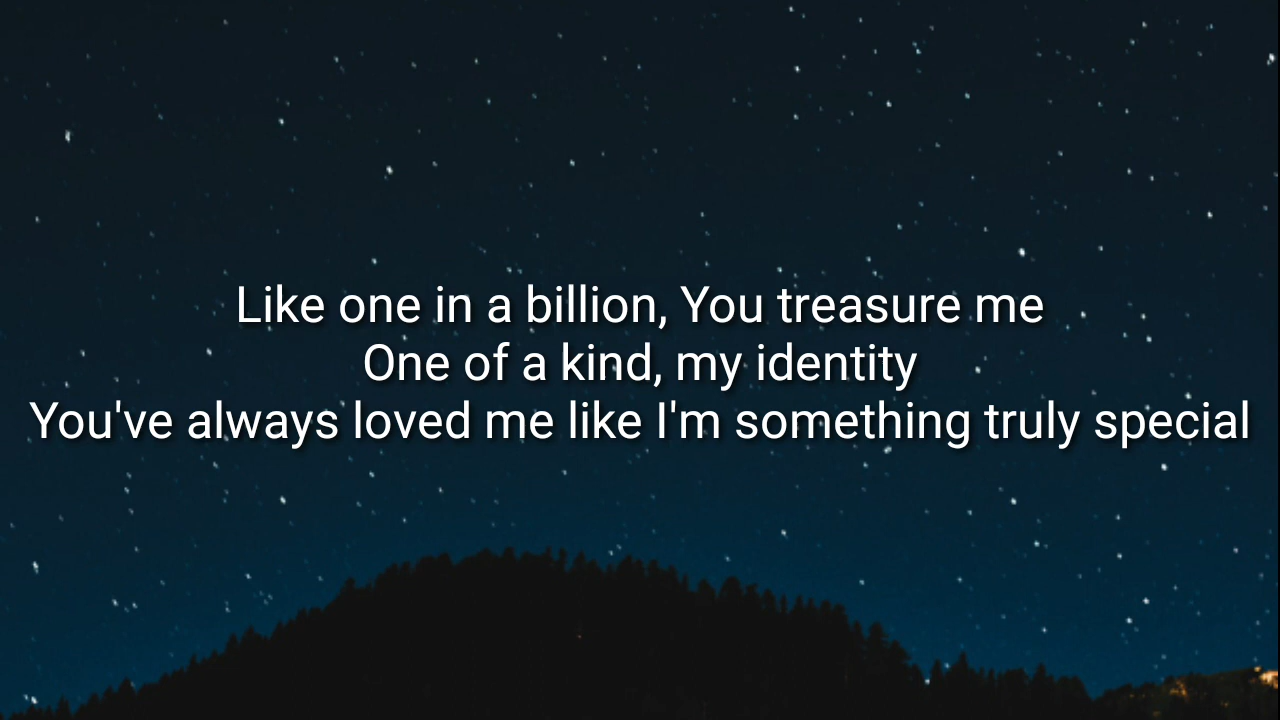 Like one in a billion, You treasure me
One of a kind, my identity
You've always loved me like I'm something truly special